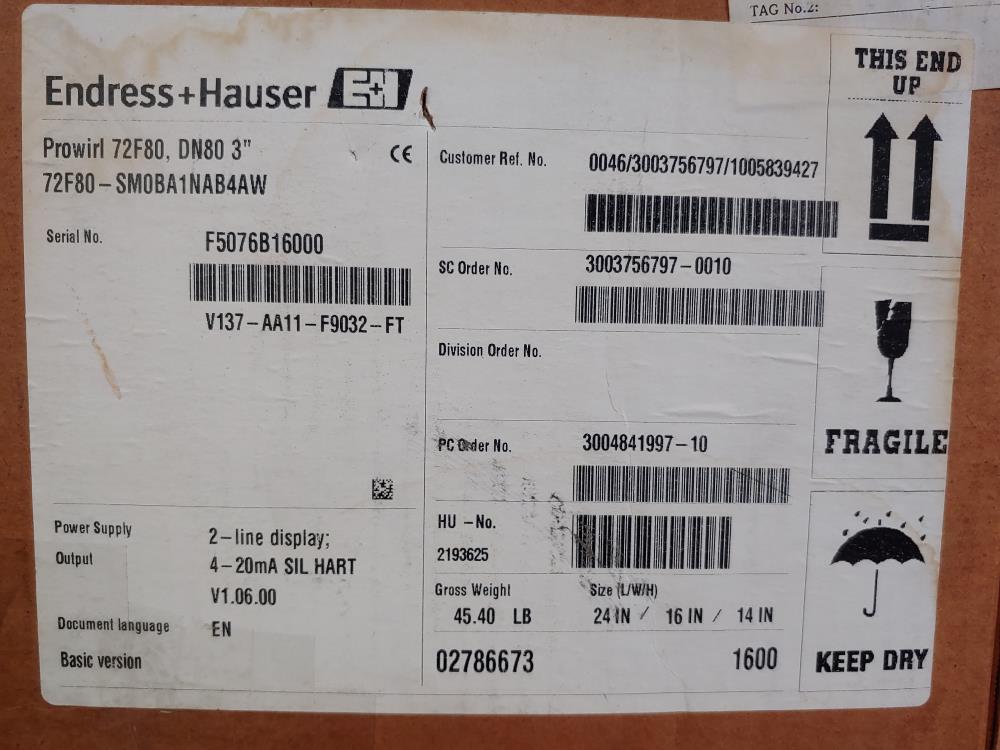 TAG No.2:
Endress+Hauser E+H
Prowirl 72F80, DN80 3"
72F80-SM0BA1NAB4AW
CE
Serial No. F5076B16000
V137-AA11-F9032-FT
Power Supply 2-line display;
Output 4-20mA SIL HART
V1.06.00
Document language EN
Basic version
Customer Ref. No. 0046/3003756797/1005839427
SC Order No. 3003756797-0010
Division Order No.
PC Order No. 3004841997-10
HU -No.
2193625
Gross Weight Size (L/W/H)
45.40 LB 24 IN / 16 IN / 14 IN
02786673 1600
THIS END
UP
FRAGILE
KEEP DRY